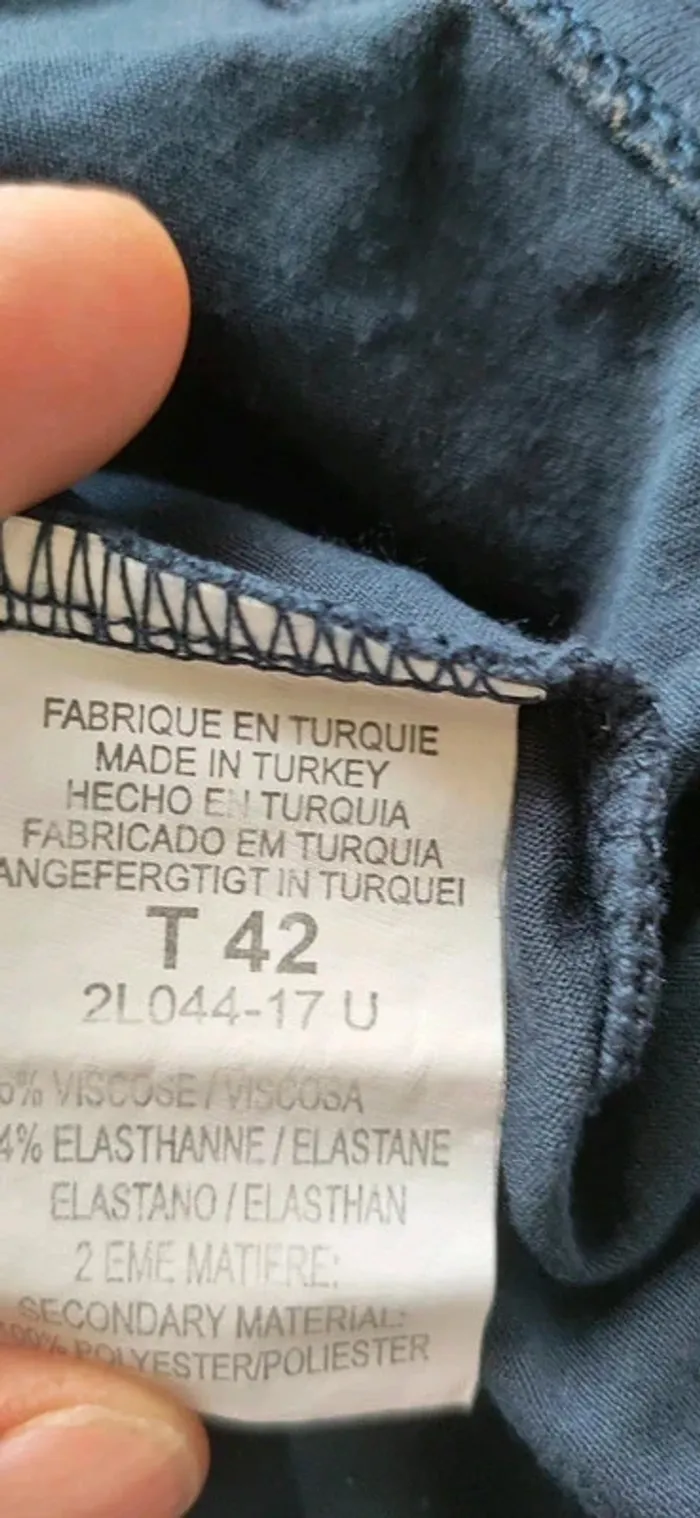 FABRIQUE EN TURQUIE
MADE IN TURKEY
HECHO EN TURQUIA
FABRICADO EM TURQUIA
ANGEFERGTIGT IN TURQUEI
T 42
2L044-17 U
% VISCOSE / VISCOSA
4% ELASTHANNE / ELASTANE
ELASTANO / ELASTHAN
2 EME MATIERE:
SECONDARY MATERIAL:
100% POLYESTER/POLIESTER